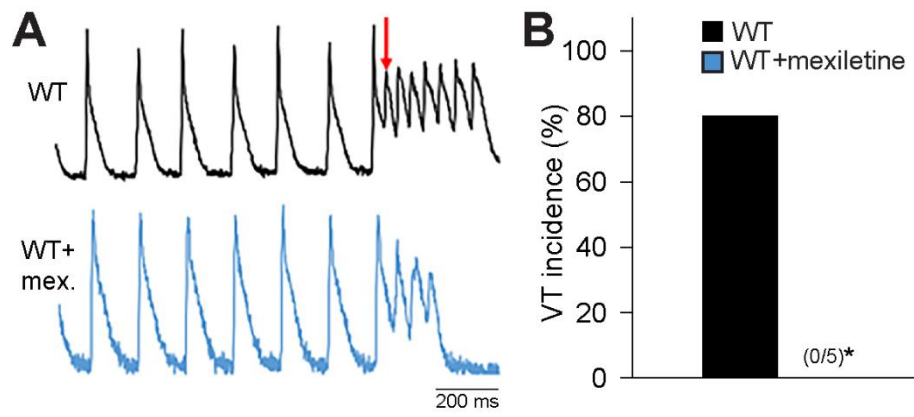 A
WT
WT+
mex.
200 ms
B
WT
WT+mexiletine
VT incidence (%)
100
80
60
40
20
0
(0/5)*